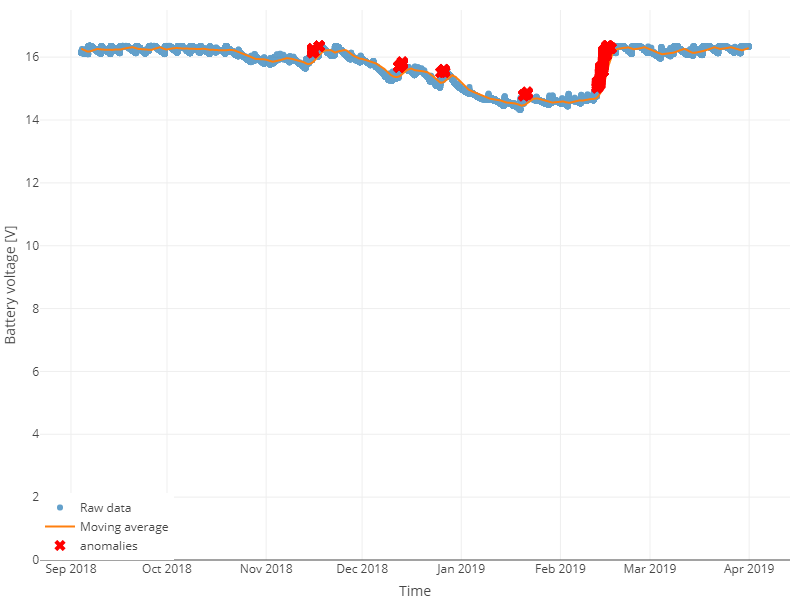 Battery voltage [V]
16
14
12
10
8
6
4
2
0
Raw data
Moving average
anomalies
Sep 2018 Oct 2018 Nov 2018 Dec 2018 Jan 2019 Feb 2019 Mar 2019 Apr 2019
Time